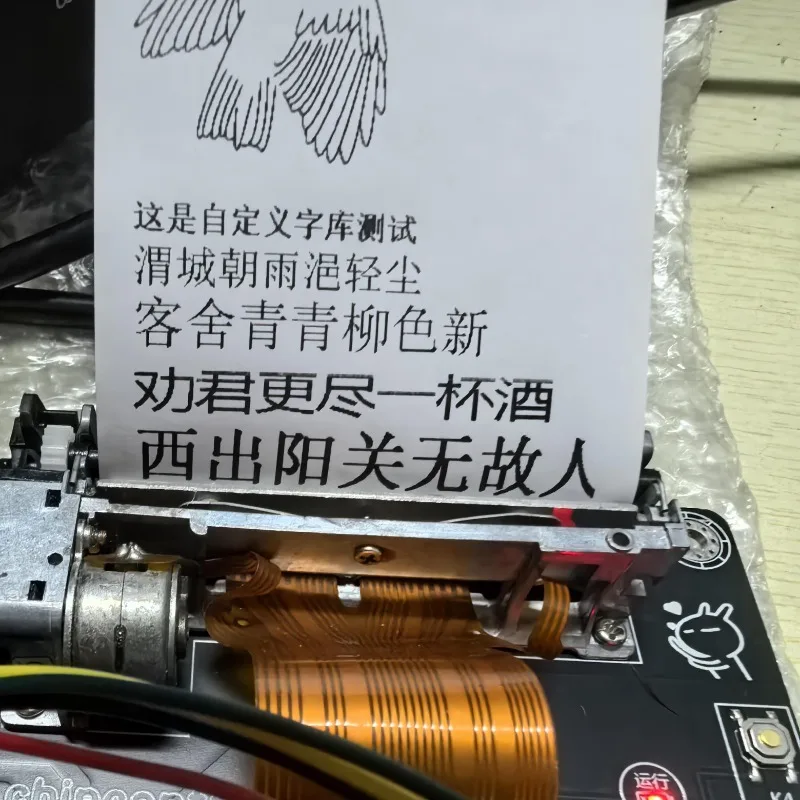 这是自定义字库测试
渭城朝雨浥轻尘
客舍青青柳色新
劝君更尽一杯酒
西出阳关无故人
运行